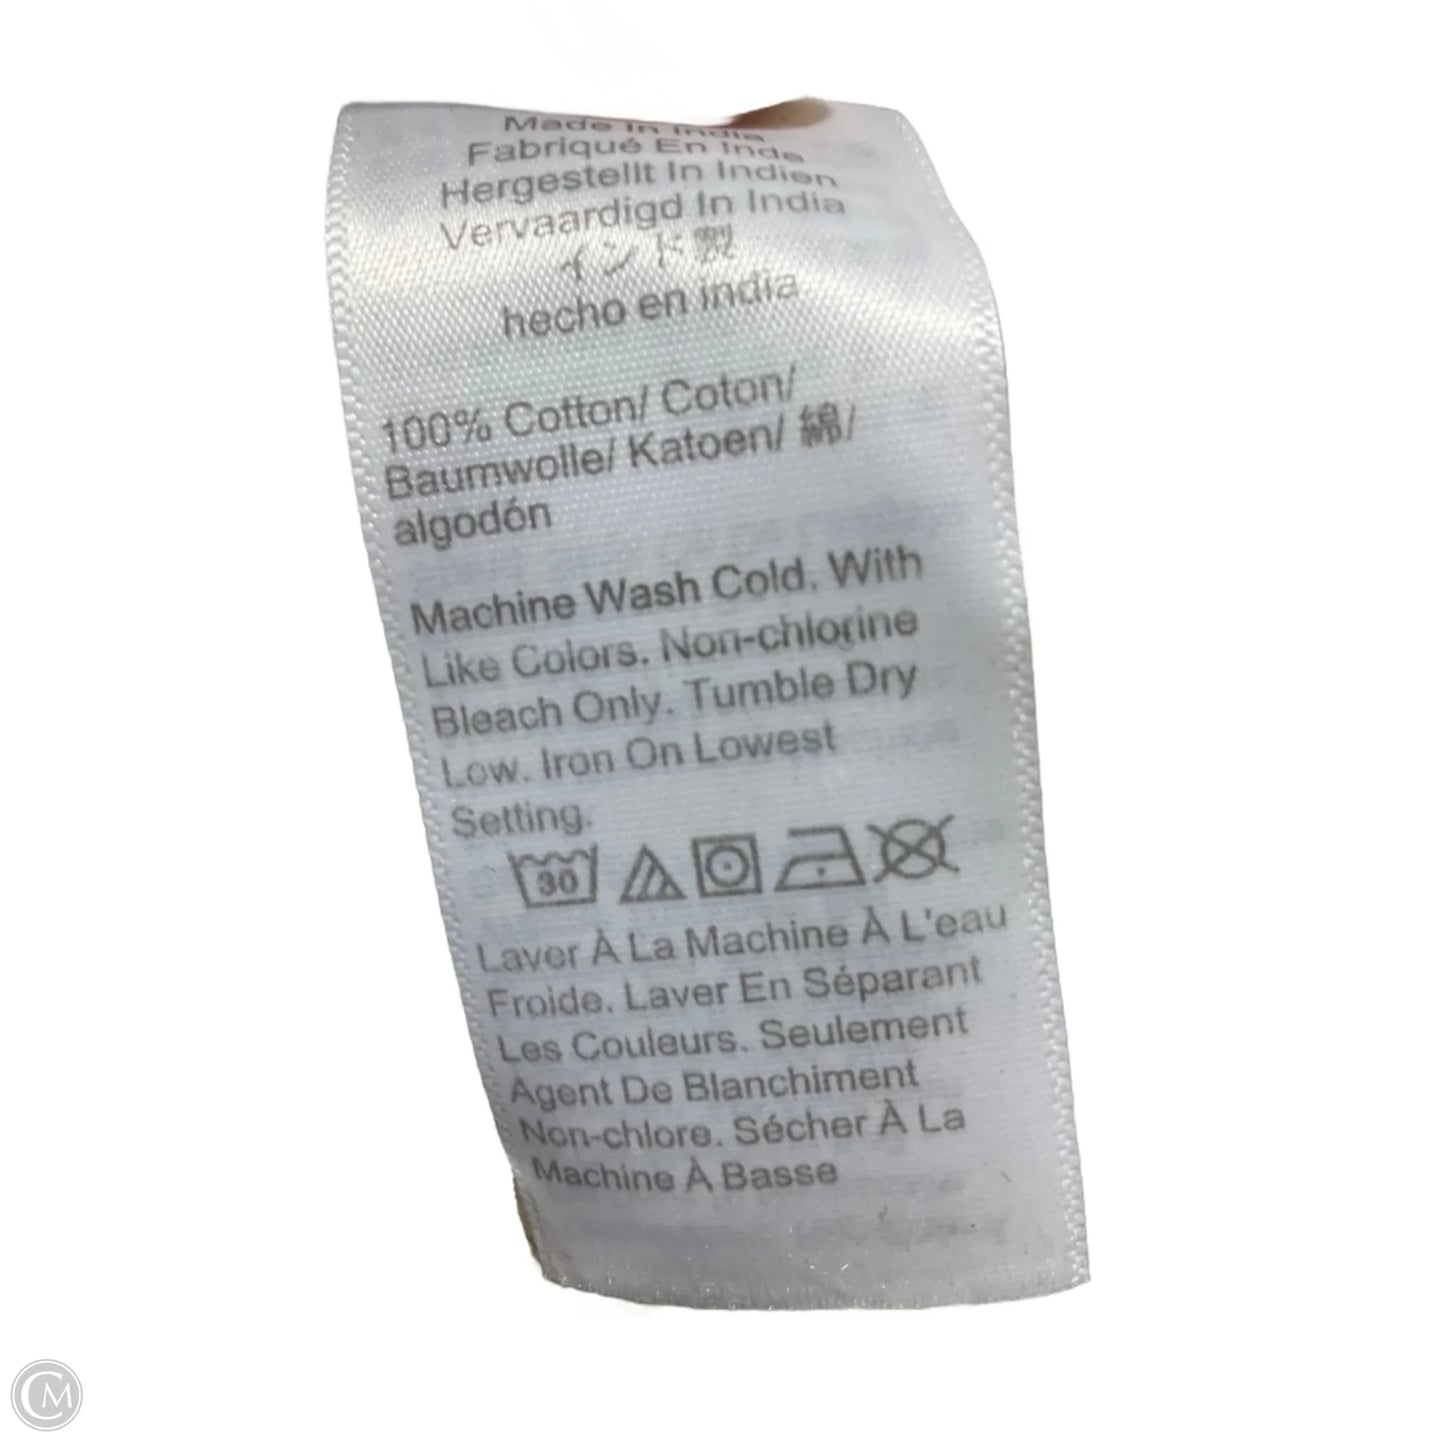 Made In India
Fabriqué En Inde
Hergestellt In Indien
Vervaardigd In India
インド製
hecho en india
100% Cotton/ Coton/
Baumwolle/ Katoen/ 綿/
algodón
Machine Wash Cold. With
Like Colors. Non-chlorine
Bleach Only. Tumble Dry
Low. Iron On Lowest
Setting.
30
Laver À La Machine À L'eau
Froide. Laver En Séparant
Les Couleurs. Seulement
Agent De Blanchiment
Non-chlore. Sécher À La
Machine À Basse
CM